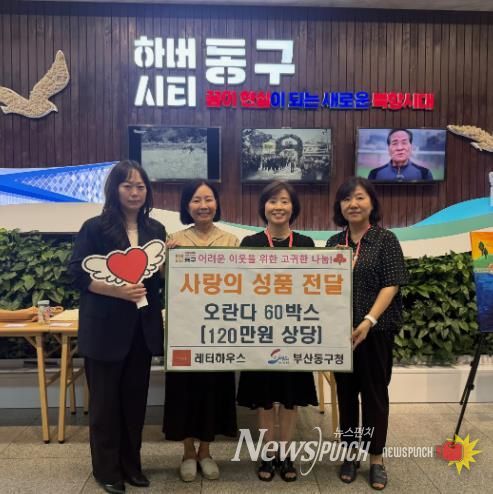 하버
시티
동구
꿈이 현실이 되는 새로운 북항시대
어려운 이웃을 위한 고귀한 나눔!
사랑의 성품 전달
오란다 60박스
[120만원 상당]
레터하우스
부산동구청
뉴스펀치
NEWSPUNCH
NEWSPUNCH